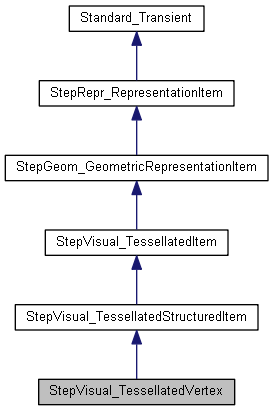 Standard_Transient
StepRepr_RepresentationItem
StepGeom_GeometricRepresentationItem
StepVisual_TessellatedItem
StepVisual_TessellatedStructuredItem
StepVisual_TessellatedVertex